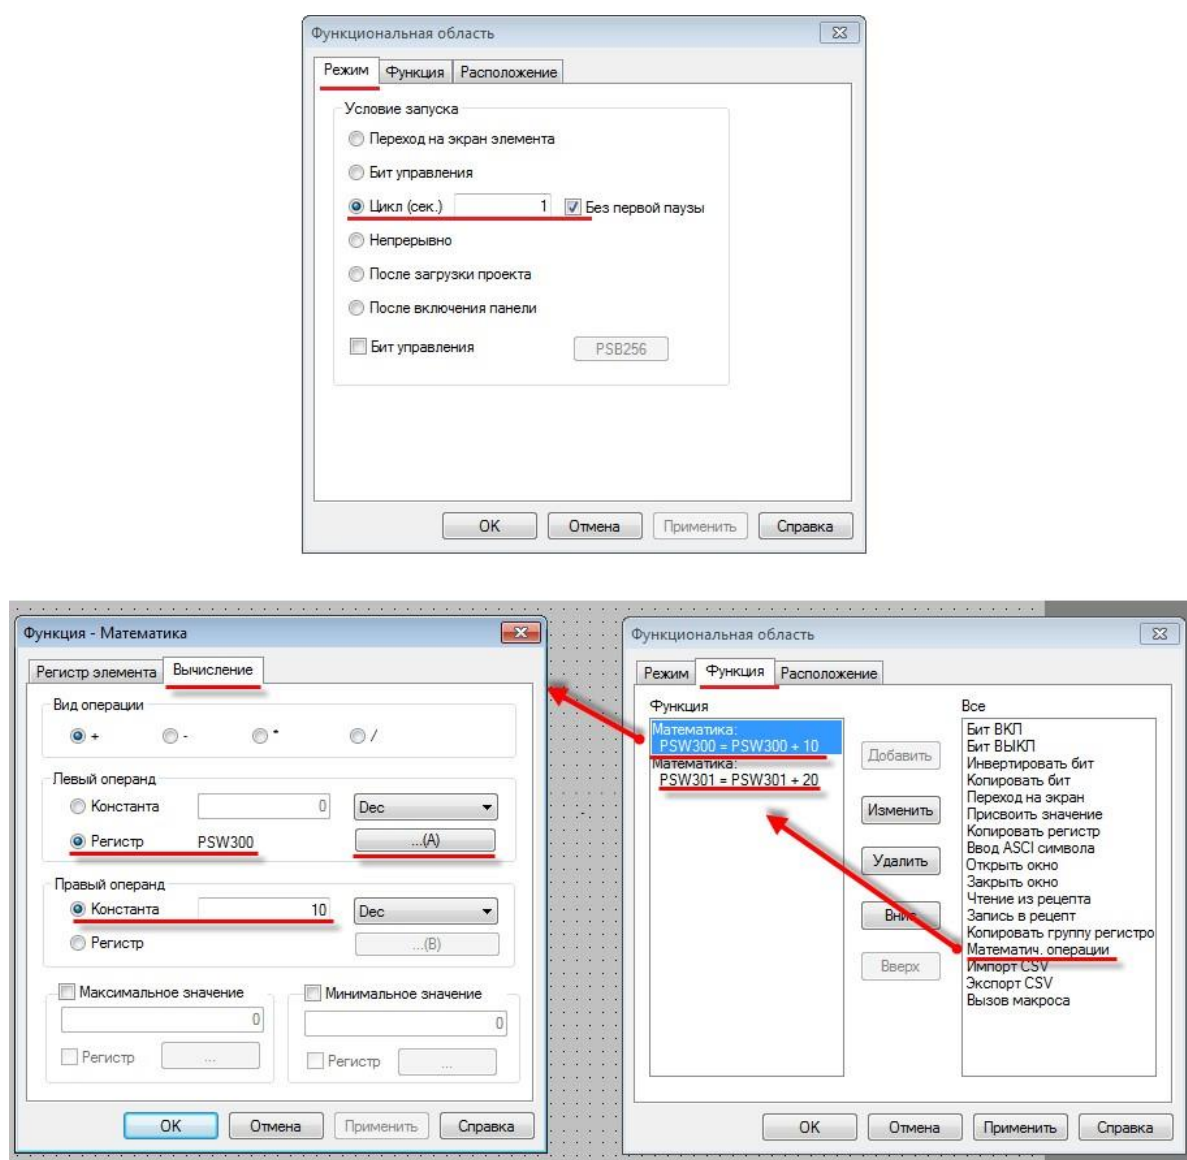 Функциональная область
Режим Функция Расположение
Условие запуска
Переход на экран элемента
Бит управления
Цикл (сек.) 1 Без первой паузы
Непрерывно
После загрузки проекта
После включения панели
Бит управления PSB256
OK Отмена Применить Справка
Функция - Математика
Регистр элемента Вычисление
Вид операции
+ - * /
Левый операнд
Константа 0 Dec
Регистр PSW300 ...(A)
Правый операнд
Константа 10 Dec
Регистр ...(B)
Максимальное значение Минимальное значение
0 0
Регистр ... Регистр ...
OK Отмена Применить Справка
Функциональная область
Режим Функция Расположение
Функция
Математика:
PSW300 = PSW300 + 10
Математика:
PSW301 = PSW301 + 20
Добавить
Изменить
Удалить
Вниз
Вверх
Все
Бит ВКЛ
Бит ВЫКЛ
Инвертировать бит
Копировать бит
Переход на экран
Присвоить значение
Копировать регистр
Ввод ASCI символа
Открыть окно
Закрыть окно
Чтение из рецепта
Запись в рецепт
Копировать группу регистро
Математич. операции
Импорт CSV
Экспорт CSV
Вызов макроса
OK Отмена Применить Справка